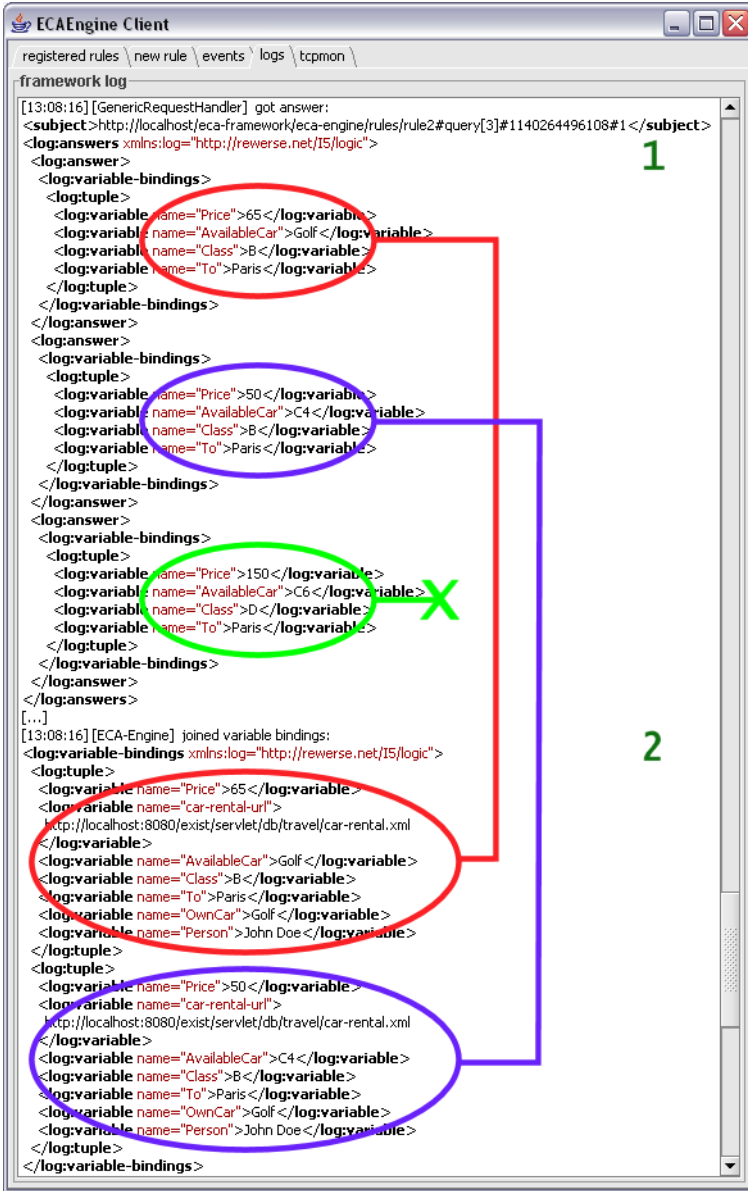 ECAEngine Client
registered rules new rule events logs tcpmon
framework log
[13:08:16] [GenericRequestHandler] got answer:
<subject>http://localhost/eca-framework/eca-engine/rules/rule2#query[3]#1140264496108#1</subject>
<log:answers xmlns:log="http://rewerse.net/I5/logic">
1
<log:answer>
<log:variable-bindings>
<log:tuple>
<log:variable name="Price">65</log:variable>
<log:variable name="AvailableCar">Golf</log:variable>
<log:variable name="Class">B</log:variable>
<log:variable name="To">Paris</log:variable>
</log:tuple>
</log:variable-bindings>
</log:answer>
<log:answer>
<log:variable-bindings>
<log:tuple>
<log:variable name="Price">50</log:variable>
<log:variable name="AvailableCar">C4</log:variable>
<log:variable name="Class">B</log:variable>
<log:variable name="To">Paris</log:variable>
</log:tuple>
</log:variable-bindings>
</log:answer>
<log:answer>
<log:variable-bindings>
<log:tuple>
<log:variable name="Price">150</log:variable>
<log:variable name="AvailableCar">C6</log:variable>
<log:variable name="Class">D</log:variable>
X
<log:variable name="To">Paris</log:variable>
</log:tuple>
</log:variable-bindings>
</log:answer>
</log:answers>
[...]
[13:08:16] [ECA-Engine] joined variable bindings:
2
<log:variable-bindings xmlns:log="http://rewerse.net/I5/logic">
<log:tuple>
<log:variable name="Price">65</log:variable>
<log:variable name="car-rental-url">
http://localhost:8080/exist/servlet/db/travel/car-rental.xml
</log:variable>
<log:variable name="AvailableCar">Golf</log:variable>
<log:variable name="Class">B</log:variable>
<log:variable name="To">Paris</log:variable>
<log:variable name="OwnCar">Golf</log:variable>
<log:variable name="Person">John Doe</log:variable>
</log:tuple>
<log:tuple>
<log:variable name="Price">50</log:variable>
<log:variable name="car-rental-url">
http://localhost:8080/exist/servlet/db/travel/car-rental.xml
</log:variable>
<log:variable name="AvailableCar">C4</log:variable>
<log:variable name="Class">B</log:variable>
<log:variable name="To">Paris</log:variable>
<log:variable name="OwnCar">Golf</log:variable>
<log:variable name="Person">John Doe</log:variable>
</log:tuple>
</log:variable-bindings>